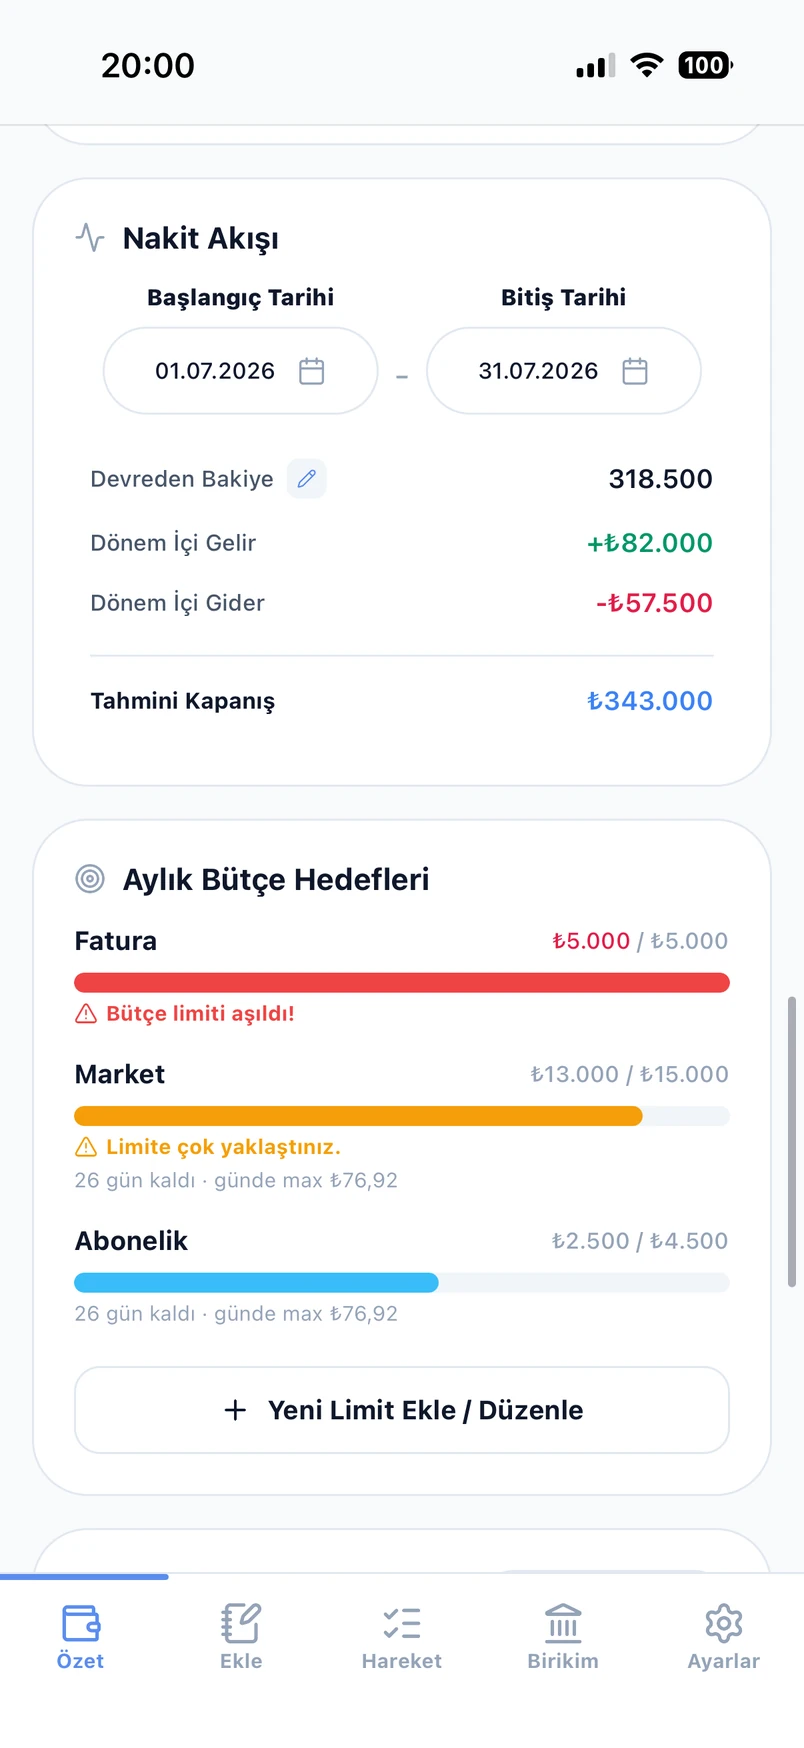 20:00
100
Nakit Akışı
Başlangıç Tarihi
Bitiş Tarihi
01.07.2026 - 31.07.2026
Devreden Bakiye 318.500
Dönem İçi Gelir +₺82.000
Dönem İçi Gider -₺57.500
Tahmini Kapanış ₺343.000
Aylık Bütçe Hedefleri
Fatura ₺5.000 / ₺5.000
Bütçe limiti aşıldı!
Market ₺13.000 / ₺15.000
Limite çok yaklaştınız.
26 gün kaldı · günde max ₺76,92
Abonelik ₺2.500 / ₺4.500
26 gün kaldı · günde max ₺76,92
+ Yeni Limit Ekle / Düzenle
Özet Ekle Hareket Birikim Ayarlar